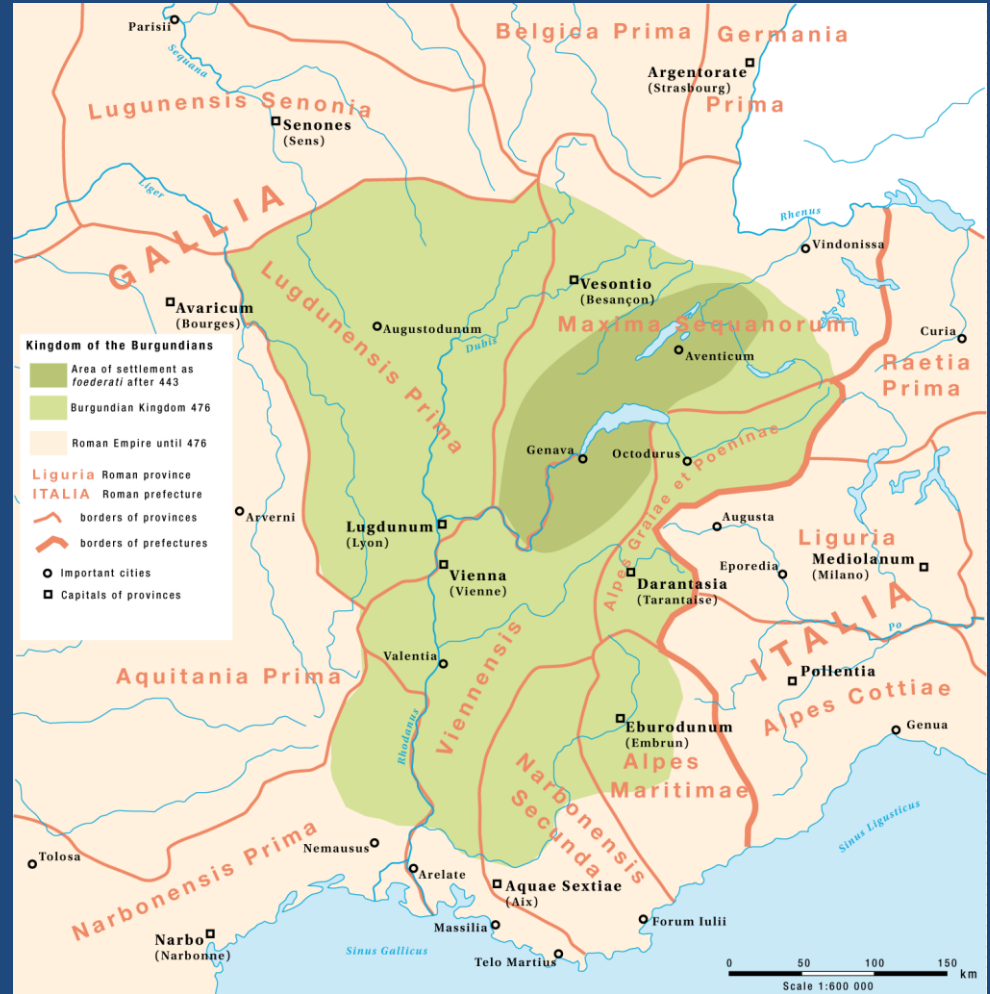 Parisii
Sequana
Belgica Prima
Germania
Prima
Argentorate
(Strasbourg)
Lugunensis Senonia
Senones
(Sens)
Liger
GALLIA
Rhenus
Vindonissa
Avaricum
(Bourges)
Lugdunensis Prima
Augustodunum
Vesontio
(Besançon)
Dubis
Maxima Sequanorum
Aventicum
Curia
Raetia
Prima
Kingdom of the Burgundians
Area of settlement as
foederati after 443
Burgundian Kingdom 476
Roman Empire until 476
Liguria Roman province
ITALIA Roman prefecture
borders of provinces
borders of prefectures
Important cities
Capitals of provinces
Genava
Octodurus
Alpes Graiae et Poeninae
Arverni
Lugdunum
(Lyon)
Vienna
(Vienne)
Augusta
Eporedia
Liguria
Mediolanum
(Milano)
Darantasia
(Tarantaise)
ITALIA
Po
Valentia
Viennensis
Rhodanus
Aquitania Prima
Pollentia
Alpes Cottiae
Genua
Eburodunum
(Embrun)
Alpes
Maritimae
Narbonensis
Secunda
Sinus Ligusticus
Narbonensis Prima
Tolosa
Nemausus
Arelate
Aquae Sextiae
(Aix)
Massilia
Forum Iulii
Telo Martius
Narbo
(Narbonne)
Sinus Gallicus
0 50 100 150 km
Scale 1:600 000